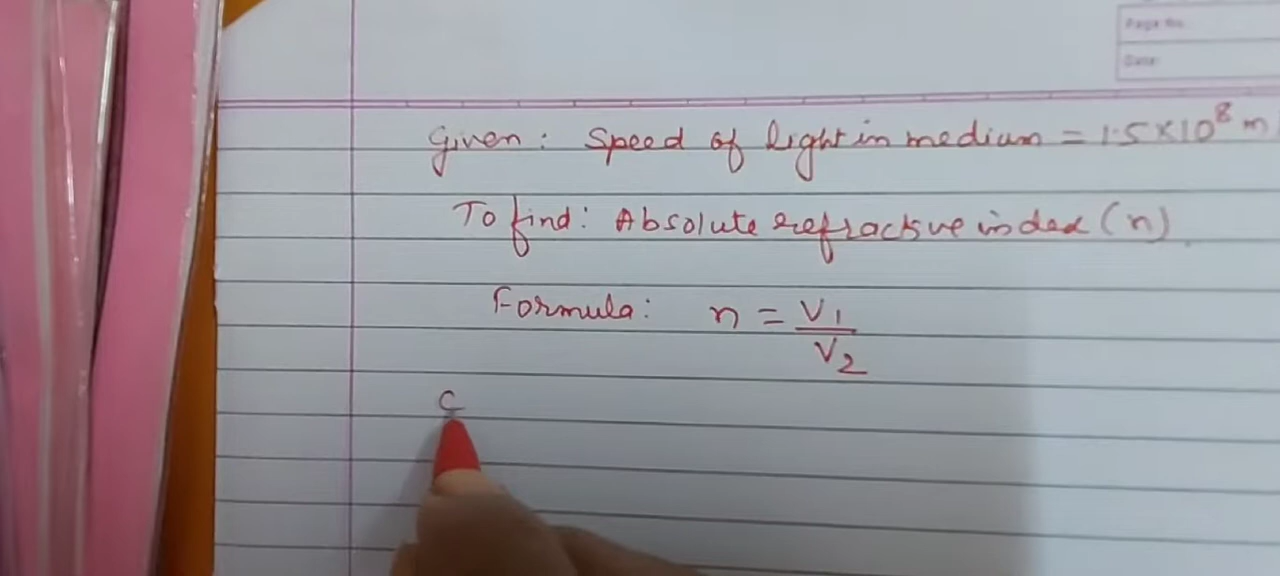 Page No.
Date
Given: Speed of light in medium = 1.5×10⁸ m
To find: Absolute refractive index (n)
Formula: n = V₁/V₂